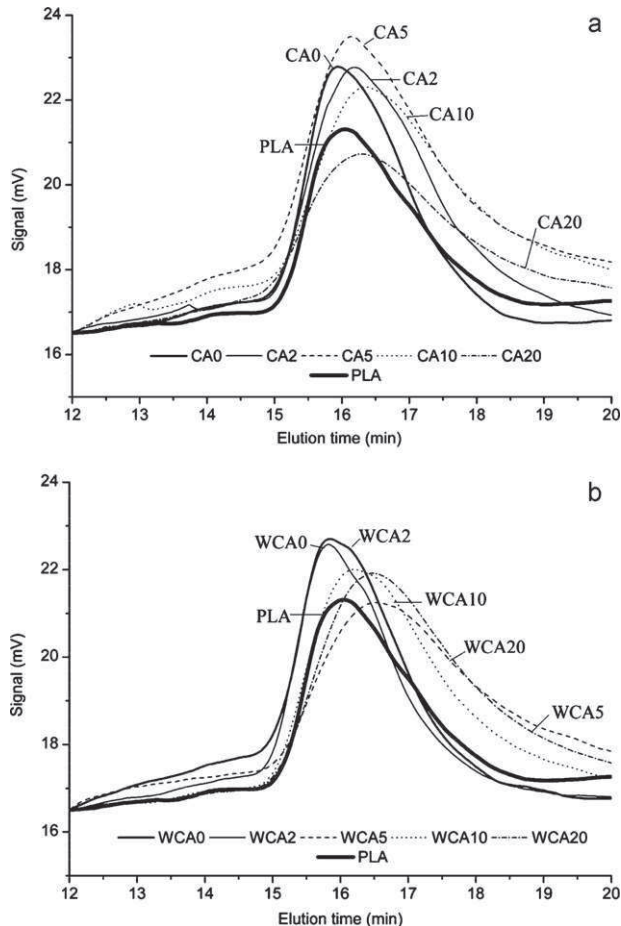 a
24
22
20
18
16
Signal (mV)
CA5
CA0
CA2
CA10
PLA
CA20
CA0 CA2 CA5 CA10 CA20
PLA
12 13 14 15 16 17 18 19 20
Elution time (min)
b
24
22
20
18
16
Signal (mV)
WCA0
WCA2
WCA10
PLA
WCA20
WCA5
WCA0 WCA2 WCA5 WCA10 WCA20
PLA
12 13 14 15 16 17 18 19 20
Elution time (min)